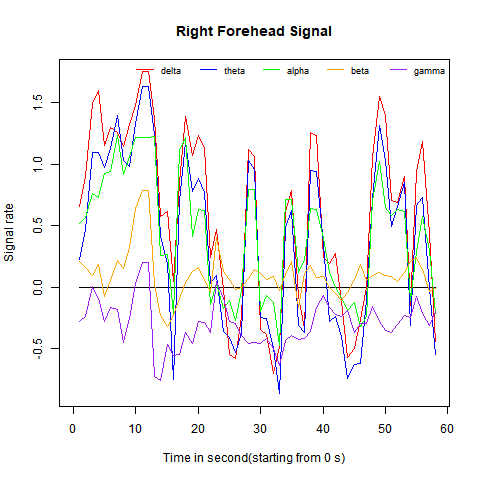 Right Forehead Signal
delta theta alpha beta gamma
Signal rate
1.5
1.0
0.5
0.0
-0.5
0 10 20 30 40 50 60
Time in second(starting from 0 s)